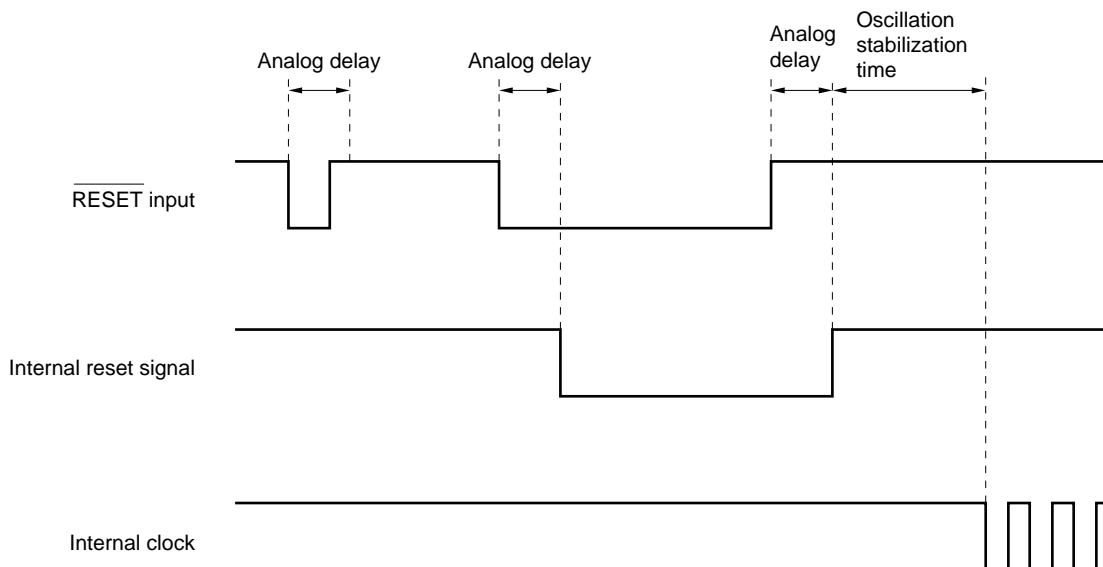 Analog delay
Analog delay
Analog
delay
Oscillation
stabilization
time
RESET input
Internal reset signal
Internal clock